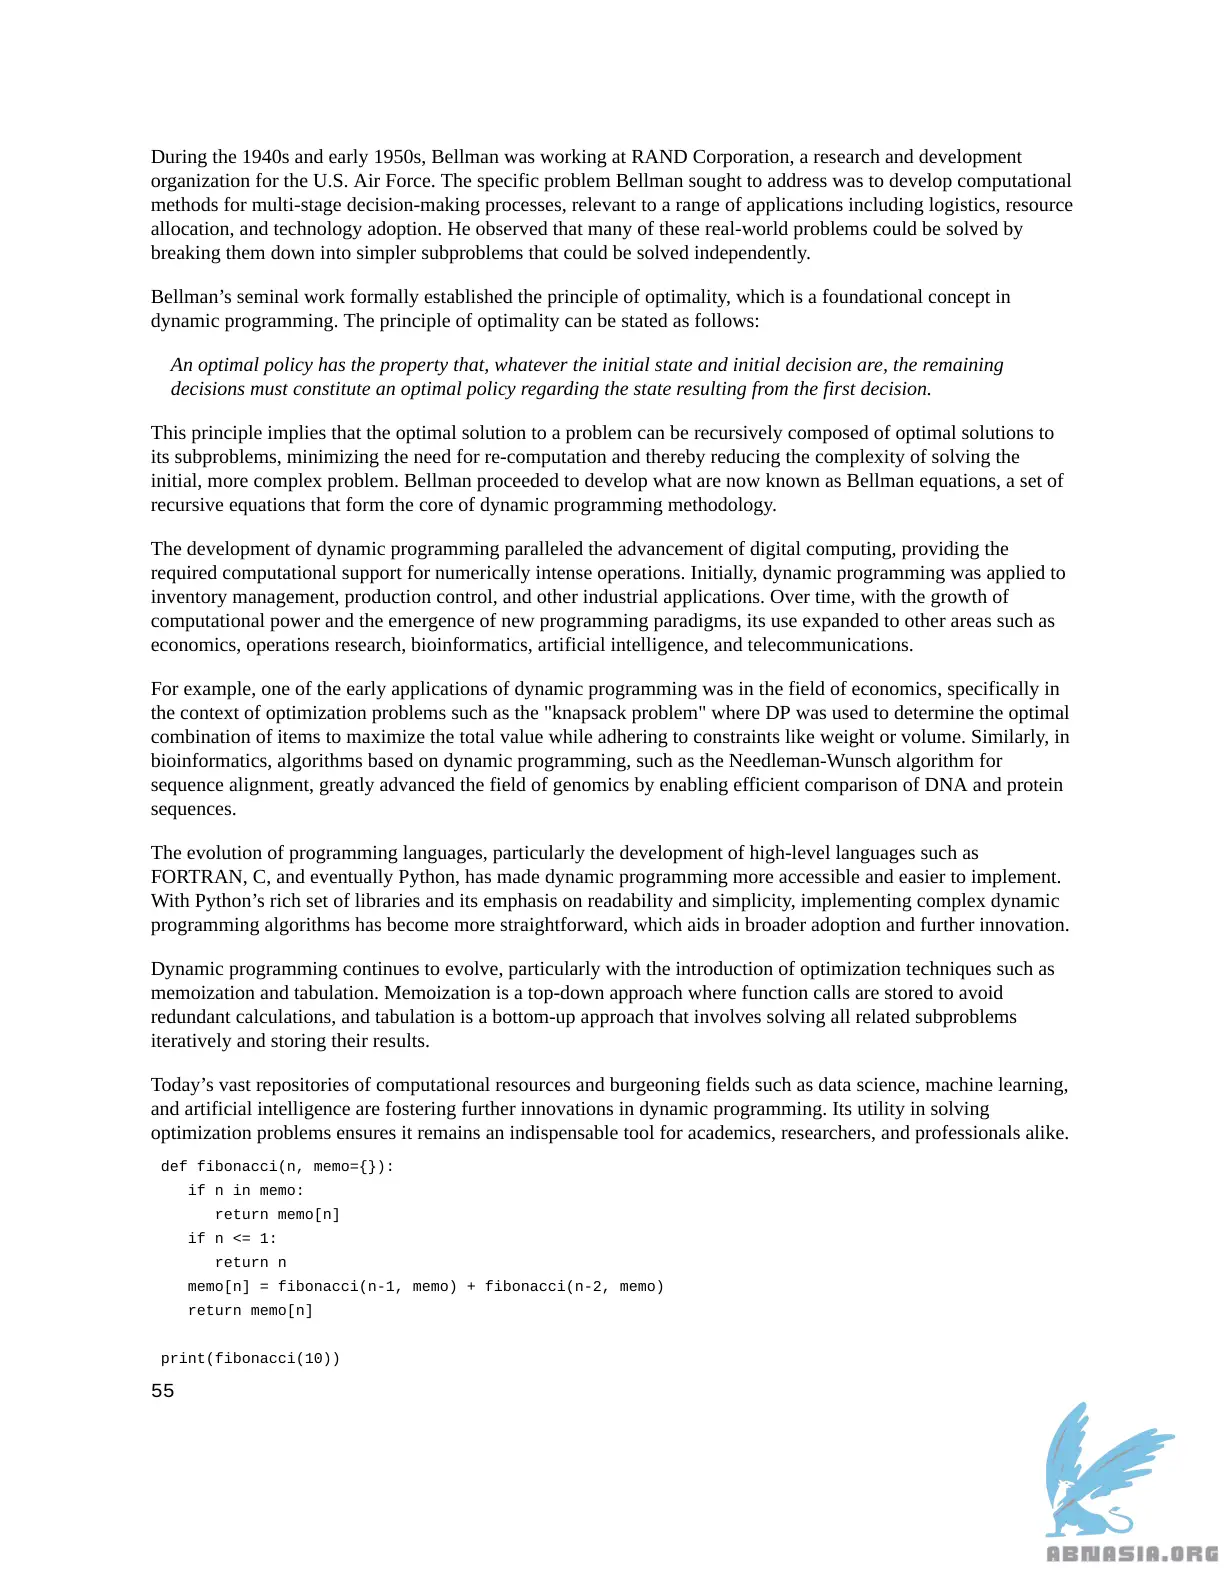 During the 1940s and early 1950s, Bellman was working at RAND Corporation, a research and development
organization for the U.S. Air Force. The specific problem Bellman sought to address was to develop computational
methods for multi-stage decision-making processes, relevant to a range of applications including logistics, resource
allocation, and technology adoption. He observed that many of these real-world problems could be solved by
breaking them down into simpler subproblems that could be solved independently.
Bellman’s seminal work formally established the principle of optimality, which is a foundational concept in
dynamic programming. The principle of optimality can be stated as follows:
An optimal policy has the property that, whatever the initial state and initial decision are, the remaining
decisions must constitute an optimal policy regarding the state resulting from the first decision.
This principle implies that the optimal solution to a problem can be recursively composed of optimal solutions to
its subproblems, minimizing the need for re-computation and thereby reducing the complexity of solving the
initial, more complex problem. Bellman proceeded to develop what are now known as Bellman equations, a set of
recursive equations that form the core of dynamic programming methodology.
The development of dynamic programming paralleled the advancement of digital computing, providing the
required computational support for numerically intense operations. Initially, dynamic programming was applied to
inventory management, production control, and other industrial applications. Over time, with the growth of
computational power and the emergence of new programming paradigms, its use expanded to other areas such as
economics, operations research, bioinformatics, artificial intelligence, and telecommunications.
For example, one of the early applications of dynamic programming was in the field of economics, specifically in
the context of optimization problems such as the "knapsack problem" where DP was used to determine the optimal
combination of items to maximize the total value while adhering to constraints like weight or volume. Similarly, in
bioinformatics, algorithms based on dynamic programming, such as the Needleman-Wunsch algorithm for
sequence alignment, greatly advanced the field of genomics by enabling efficient comparison of DNA and protein
sequences.
The evolution of programming languages, particularly the development of high-level languages such as
FORTRAN, C, and eventually Python, has made dynamic programming more accessible and easier to implement.
With Python’s rich set of libraries and its emphasis on readability and simplicity, implementing complex dynamic
programming algorithms has become more straightforward, which aids in broader adoption and further innovation.
Dynamic programming continues to evolve, particularly with the introduction of optimization techniques such as
memoization and tabulation. Memoization is a top-down approach where function calls are stored to avoid
redundant calculations, and tabulation is a bottom-up approach that involves solving all related subproblems
iteratively and storing their results.
Today’s vast repositories of computational resources and burgeoning fields such as data science, machine learning,
and artificial intelligence are fostering further innovations in dynamic programming. Its utility in solving
optimization problems ensures it remains an indispensable tool for academics, researchers, and professionals alike.
def fibonacci(n, memo={}):
   if n in memo:
      return memo[n]
   if n <= 1:
      return n
   memo[n] = fibonacci(n-1, memo) + fibonacci(n-2, memo)
   return memo[n]
print(fibonacci(10))
55
ABNASIA.ORG